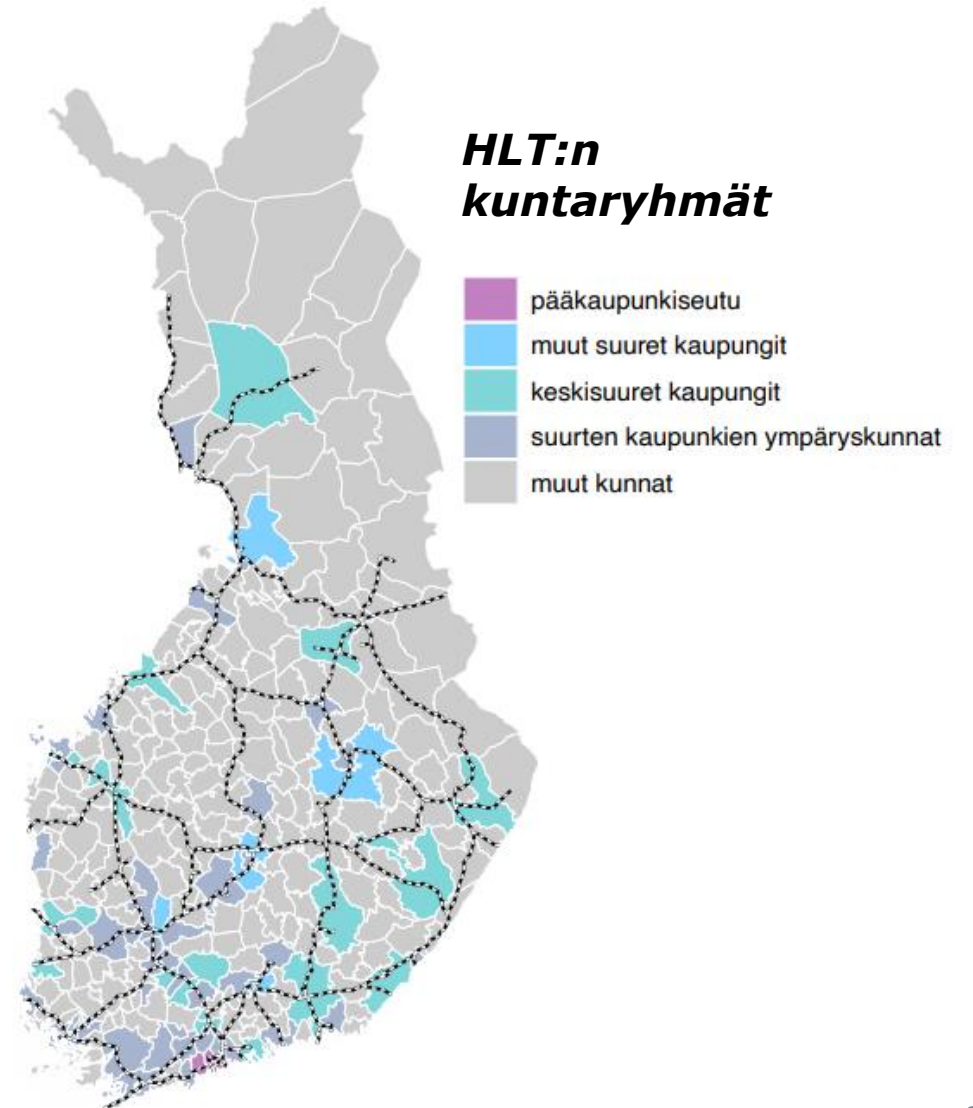 HLT:n
kuntaryhmät
pääkaupunkiseutu
muut suuret kaupungit
keskisuuret kaupungit
suurten kaupunkien ympäryskunnat
muut kunnat